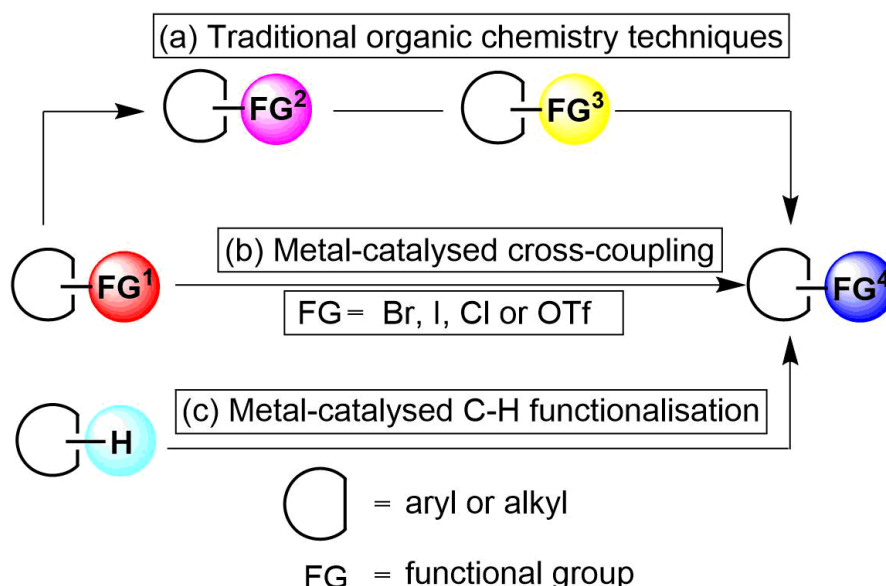 (a) Traditional organic chemistry techniques
FG²
FG³
(b) Metal-catalysed cross-coupling
FG¹
FG⁴
FG = Br, I, Cl or OTf
(c) Metal-catalysed C-H functionalisation
H
= aryl or alkyl
FG = functional group